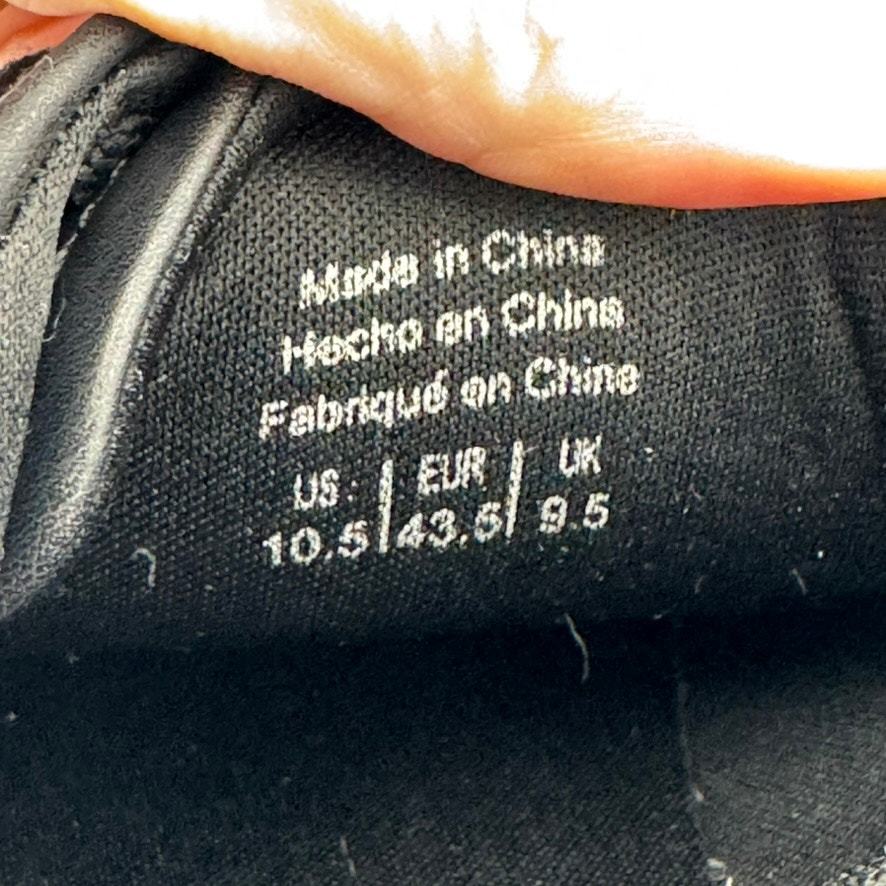 Made in China
Hecho en China
Fabriqué en Chine
US: | EUR | UK
10.5 | 43.5 | 9.5